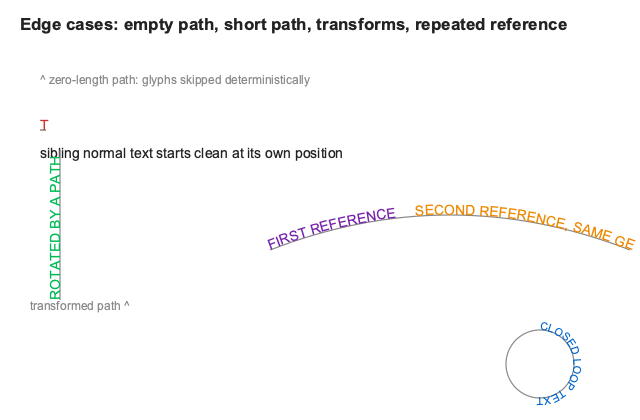 Edge cases: empty path, short path, transforms, repeated reference
^ zero-length path: glyphs skipped deterministically
T
sibling normal text starts clean at its own position
ROTATED BY A PATH
FIRST REFERENCE
SECOND REFERENCE, SAME GE
transformed path ^
CLOSED LOOP TEXT